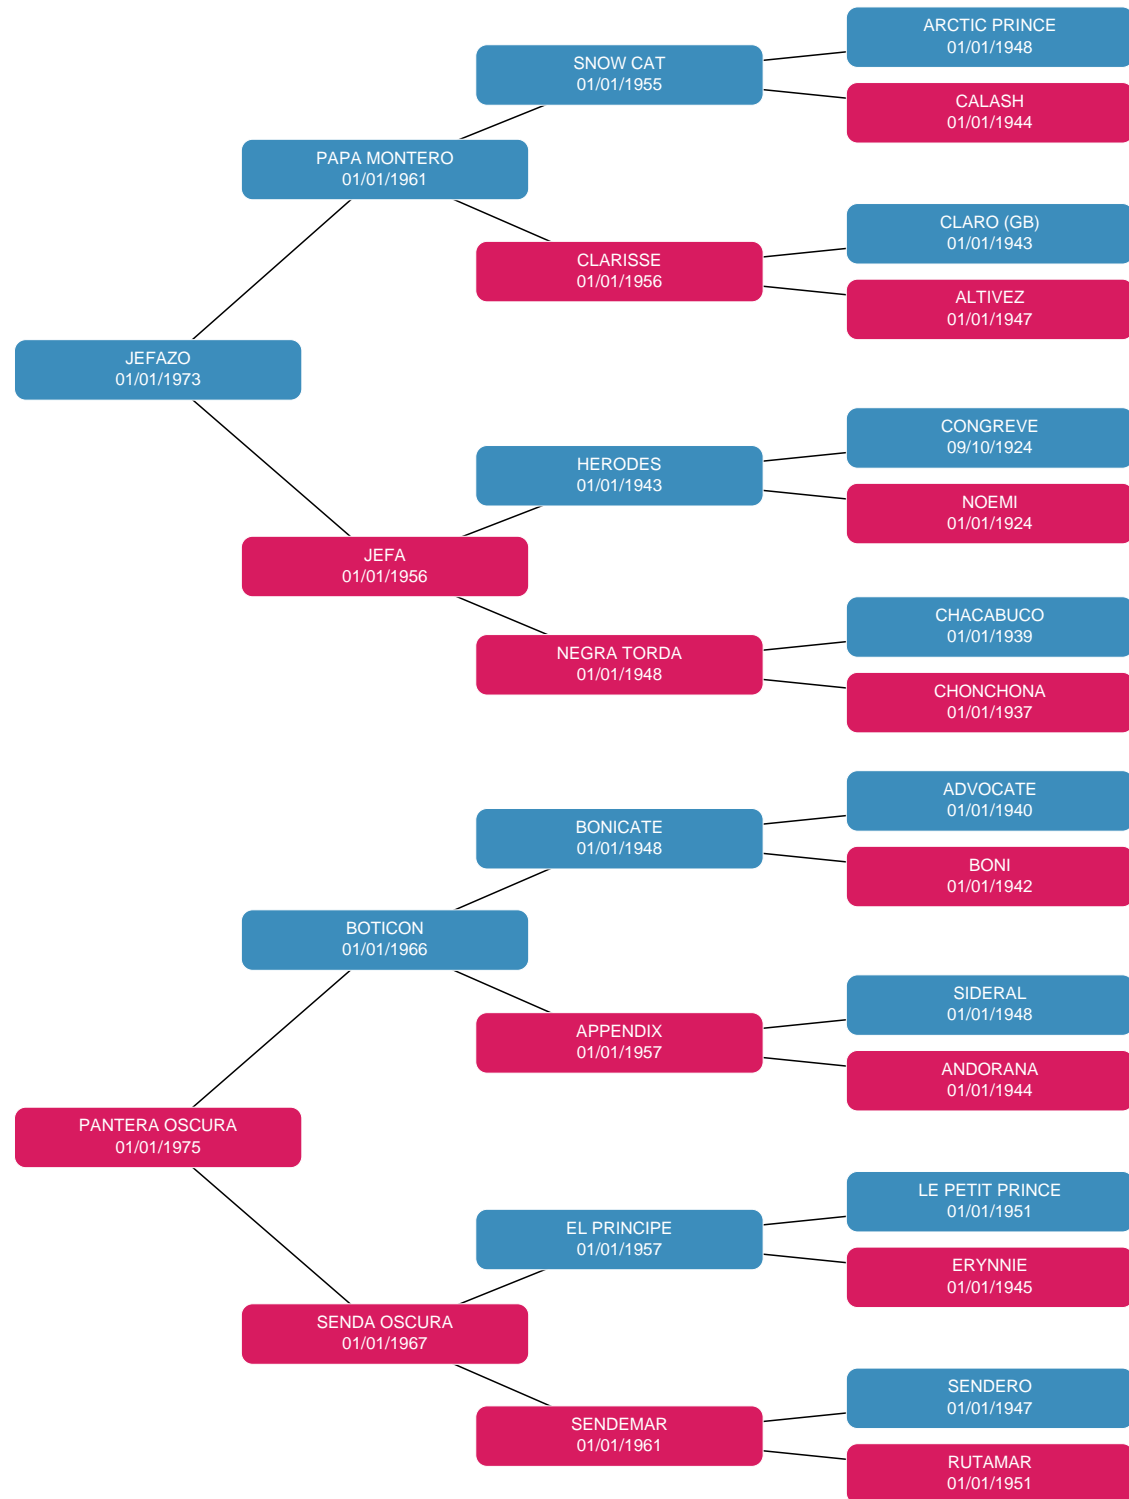 ARCTIC PRINCE
01/01/1948
SNOW CAT
01/01/1955
CALASH
01/01/1944
PAPA MONTERO
01/01/1961
CLARO (GB)
01/01/1943
CLARISSE
01/01/1956
ALTIVEZ
01/01/1947
JEFAZO
01/01/1973
CONGREVE
09/10/1924
HERODES
01/01/1943
NOEMI
01/01/1924
JEFA
01/01/1956
CHACABUCO
01/01/1939
NEGRA TORDA
01/01/1948
CHONCHONA
01/01/1937
ADVOCATE
01/01/1940
BONICATE
01/01/1948
BONI
01/01/1942
BOTICON
01/01/1966
SIDERAL
01/01/1948
APPENDIX
01/01/1957
ANDORANA
01/01/1944
PANTERA OSCURA
01/01/1975
LE PETIT PRINCE
01/01/1951
EL PRINCIPE
01/01/1957
ERYNNIE
01/01/1945
SENDA OSCURA
01/01/1967
SENDERO
01/01/1947
SENDEMAR
01/01/1961
RUTAMAR
01/01/1951